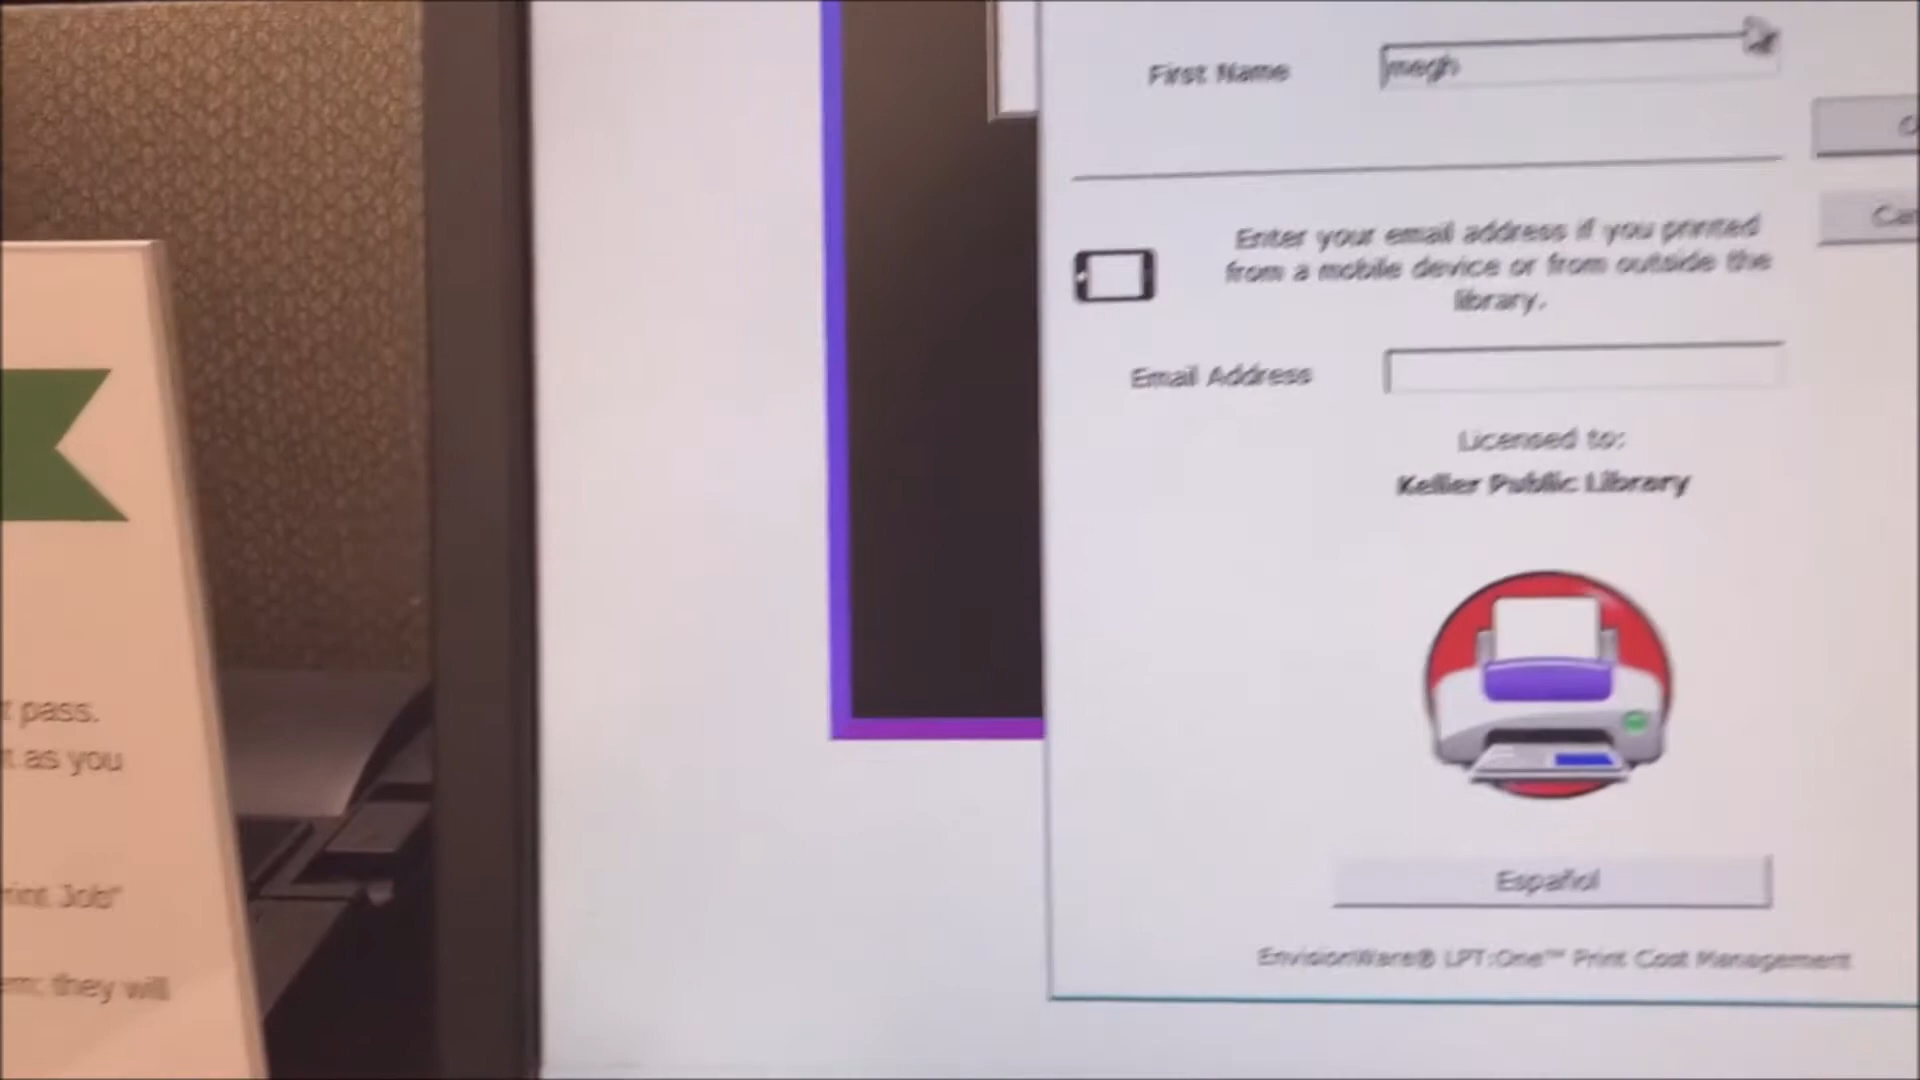 First Name
megh
Enter your email address if you printed
from a mobile device or from outside the
library.
Email Address
Licensed to:
Keller Public Library
Español
EnvisionWare® LPT:One™ Print Cost Management
pass.
as you
Job"
they will